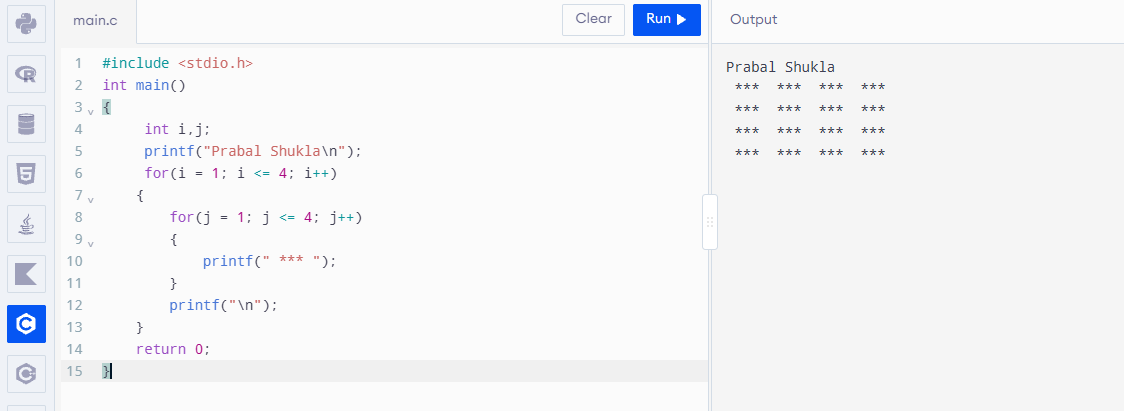 main.c
Clear
Run
Output
1 #include <stdio.h>
2 int main()
3 {
4 int i,j;
5 printf("Prabal Shukla\n");
6 for(i = 1; i <= 4; i++)
7 {
8 for(j = 1; j <= 4; j++)
9 {
10 printf(" *** ");
11 }
12 printf("\n");
13 }
14 return 0;
15 }
Prabal Shukla
 ***  ***  ***  ***
 ***  ***  ***  ***
 ***  ***  ***  ***
 ***  ***  ***  ***